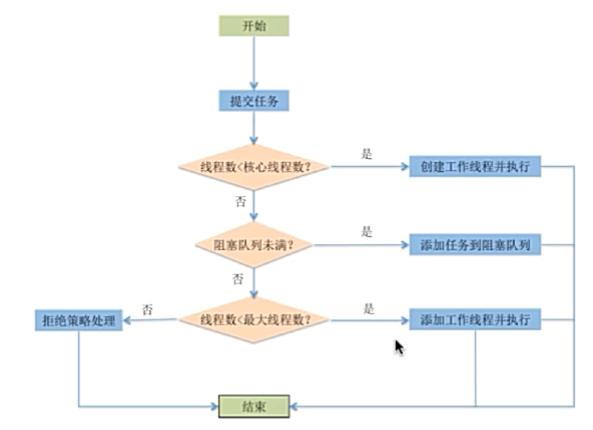 开始
提交任务
线程数<核心线程数?
是
创建工作线程并执行
否
阻塞队列未满?
是
添加任务到阻塞队列
否
线程数<最大线程数?
是
添加工作线程并执行
否
拒绝策略处理
结束